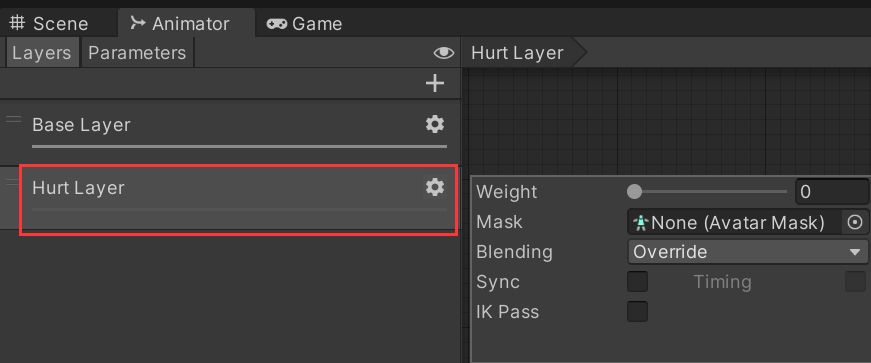 Scene Animator Game
Layers Parameters Hurt Layer
Base Layer
Hurt Layer
Weight 0
Mask None (Avatar Mask)
Blending Override
Sync Timing
IK Pass